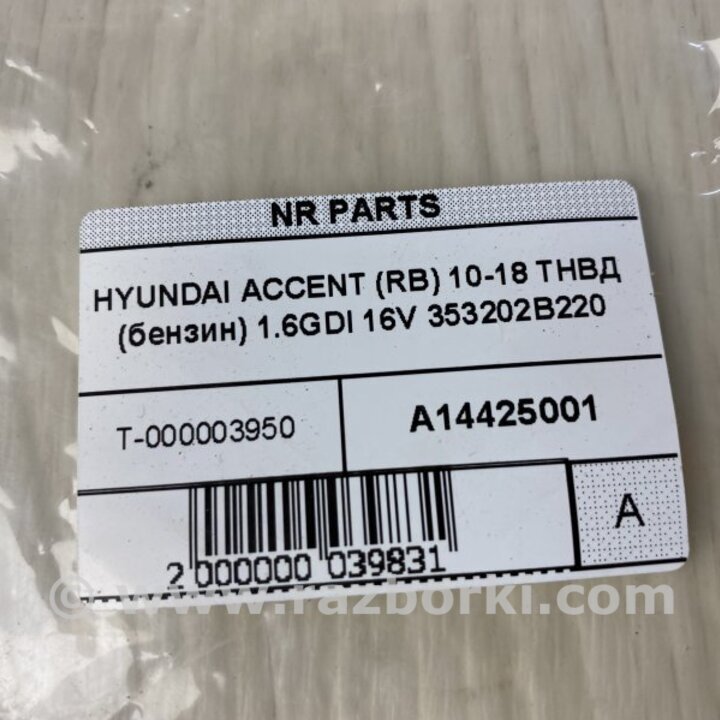 NR PARTS
HYUNDAI ACCENT (RB) 10-18 ТНВД
(бензин) 1.6GDI 16V 353202B220
T-000003950
A14425001
A
2 000000 039831
© www.razborki.com